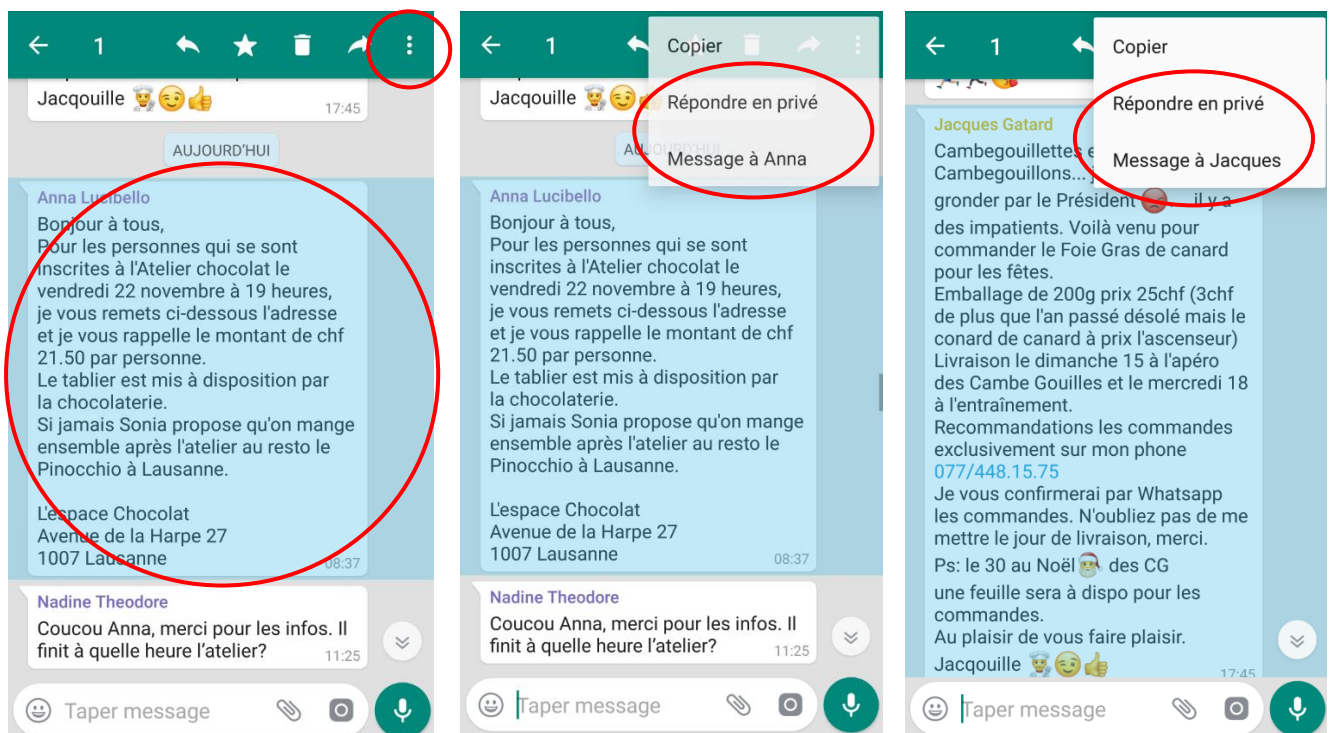 1
Jacqouille 👨‍🍳😉👍
17:45
AUJOURD'HUI
Anna Lucibello
Bonjour à tous,
Pour les personnes qui se sont
inscrites à l'Atelier chocolat le
vendredi 22 novembre à 19 heures,
je vous remets ci-dessous l'adresse
et je vous rappelle le montant de chf
21.50 par personne.
Le tablier est mis à disposition par
la chocolaterie.
Si jamais Sonia propose qu'on mange
ensemble après l'atelier au resto le
Pinocchio à Lausanne.
L'espace Chocolat
Avenue de la Harpe 27
1007 Lausanne
08:37
Nadine Theodore
Coucou Anna, merci pour les infos. Il
finit à quelle heure l'atelier?
11:25
Taper message
1
Copier
Répondre en privé
Message à Anna
Jacqouille 👨‍🍳😉
Anna Lucibello
Bonjour à tous,
Pour les personnes qui se sont
inscrites à l'Atelier chocolat le
vendredi 22 novembre à 19 heures,
je vous remets ci-dessous l'adresse
et je vous rappelle le montant de chf
21.50 par personne.
Le tablier est mis à disposition par
la chocolaterie.
Si jamais Sonia propose qu'on mange
ensemble après l'atelier au resto le
Pinocchio à Lausanne.
L'espace Chocolat
Avenue de la Harpe 27
1007 Lausanne
08:37
Nadine Theodore
Coucou Anna, merci pour les infos. Il
finit à quelle heure l'atelier?
11:25
Taper message
1
Copier
Répondre en privé
Message à Jacques
Jacques Gatard
Cambegouillettes
Cambegouillons...
gronder par le Président 😡... il y a
des impatients. Voilà venu pour
commander le Foie Gras de canard
pour les fêtes.
Emballage de 200g prix 25chf (3chf
de plus que l'an passé désolé mais le
conard de canard à prix l'ascenseur)
Livraison le dimanche 15 à l'apéro
des Cambe Gouilles et le mercredi 18
à l'entraînement.
Recommandations les commandes
exclusivement sur mon phone
077/448.15.75
Je vous confirmerai par Whatsapp
les commandes. N'oubliez pas de me
mettre le jour de livraison, merci.
Ps: le 30 au Noël 🎅 des CG
une feuille sera à dispo pour les
commandes.
Au plaisir de vous faire plaisir.
Jacqouille 👨‍🍳😉👍
17:45
Taper message